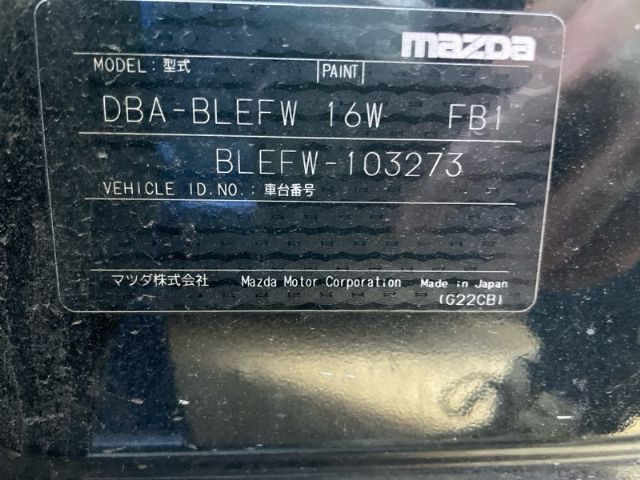 mazda
MODEL: 型式 PAINT
DBA-BLEFW 16W FB1
BLEFW-103273
VEHICLE ID.NO.: 車台番号
マツダ株式会社 Mazda Motor Corporation Made in Japan
(G22CB)